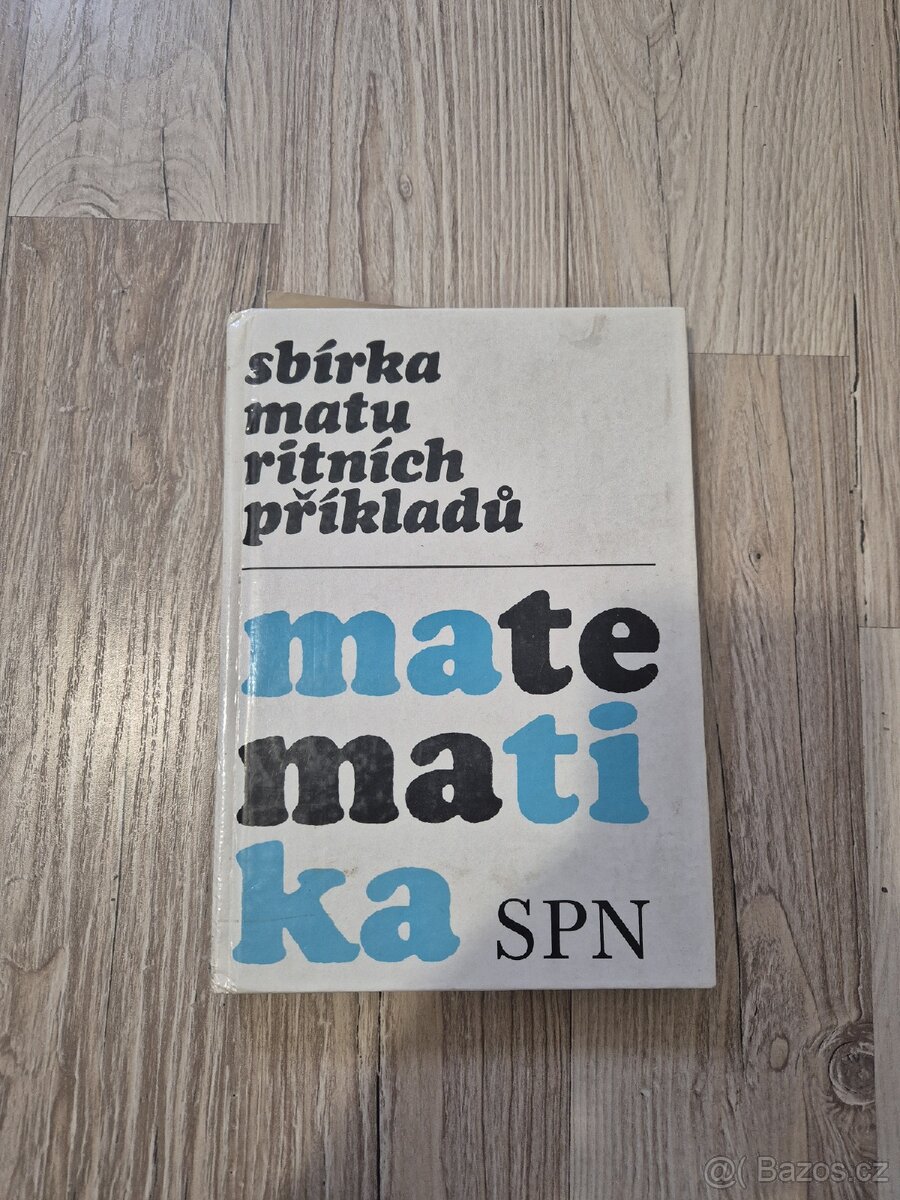 sbírka
matu
ritních
příkladů
mate
mati
ka SPN
@( Bazos.cz